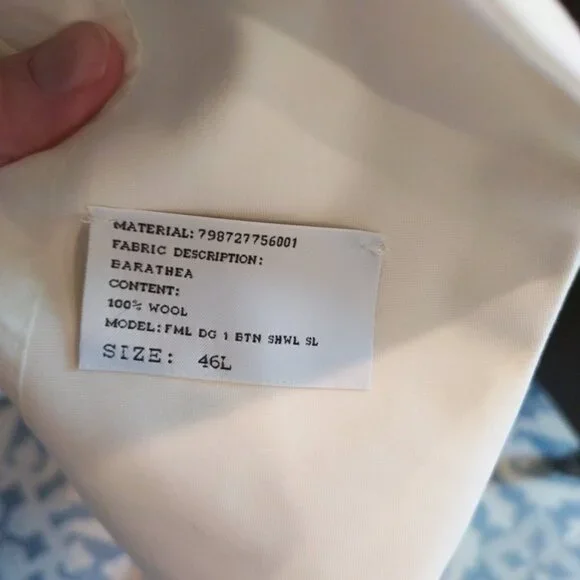 MATERIAL: 798727756001
FABRIC DESCRIPTION:
BARATHEA
CONTENT:
100% WOOL
MODEL: FML DG 1 BTN SHWL SL
SIZE: 46L